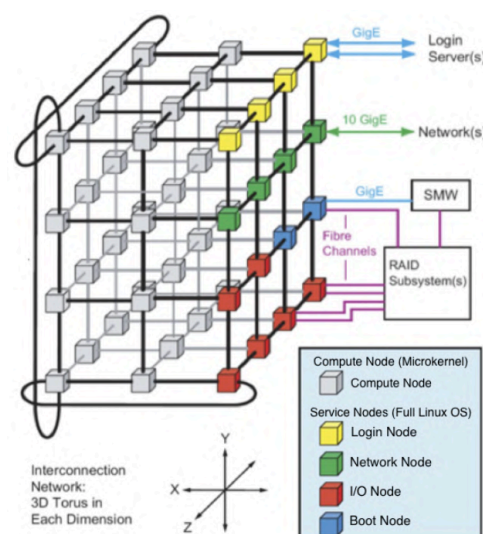 GigE
Login
Server(s)
10 GigE
Network(s)
GigE
SMW
Fibre
Channels
RAID
Subsystem(s)
Compute Node (Microkernel)
Compute Node
Service Nodes (Full Linux OS)
Login Node
Network Node
I/O Node
Boot Node
Y
X
Z
Interconnection
Network:
3D Torus in
Each Dimension